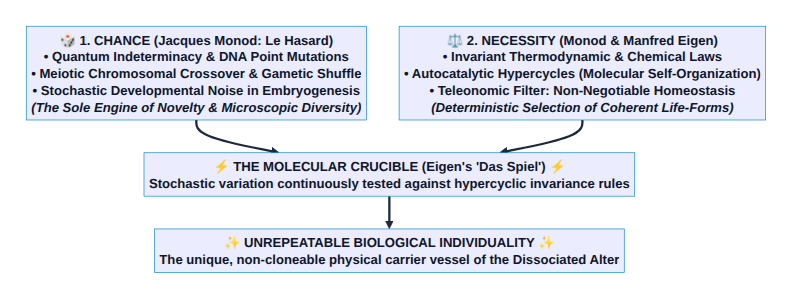 🎲 1. CHANCE (Jacques Monod: Le Hasard)
• Quantum Indeterminacy & DNA Point Mutations
• Meiotic Chromosomal Crossover & Gametic Shuffle
• Stochastic Developmental Noise in Embryogenesis
(The Sole Engine of Novelty & Microscopic Diversity)
⚖️ 2. NECESSITY (Monod & Manfred Eigen)
• Invariant Thermodynamic & Chemical Laws
• Autocatalytic Hypercycles (Molecular Self-Organization)
• Teleonomic Filter: Non-Negotiable Homeostasis
(Deterministic Selection of Coherent Life-Forms)
⚡ THE MOLECULAR CRUCIBLE (Eigen's 'Das Spiel') ⚡
Stochastic variation continuously tested against hypercyclic invariance rules
✨ UNREPEATABLE BIOLOGICAL INDIVIDUALITY ✨
The unique, non-cloneable physical carrier vessel of the Dissociated Alter